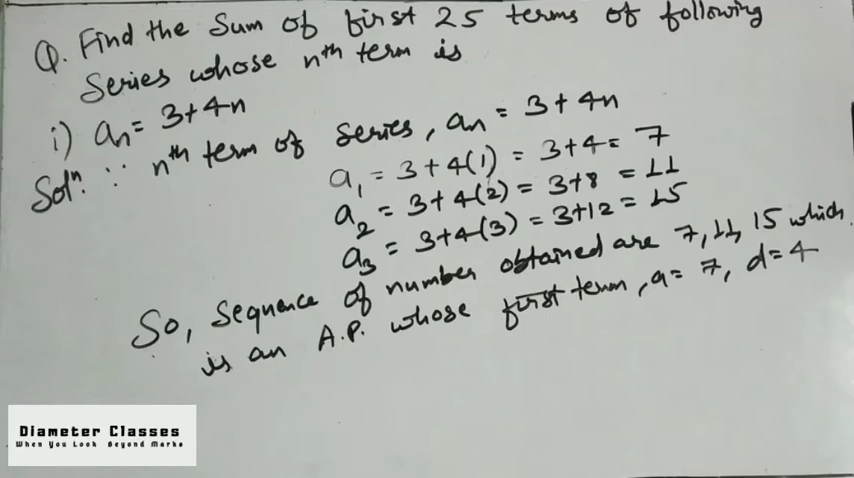 Q. Find the Sum of first 25 terms of following
Series whose nth term is
i) an = 3+4n
Soln. ∵ nth term of series, an = 3+4n
a1 = 3+4(1) = 3+4 = 7
a2 = 3+4(2) = 3+8 = 11
a3 = 3+4(3) = 3+12 = 15
So, sequence of number obtained are 7, 11, 15 which
is an A.P. whose first term, a = 7, d = 4
Diameter Classes
When You Look Beyond Marks